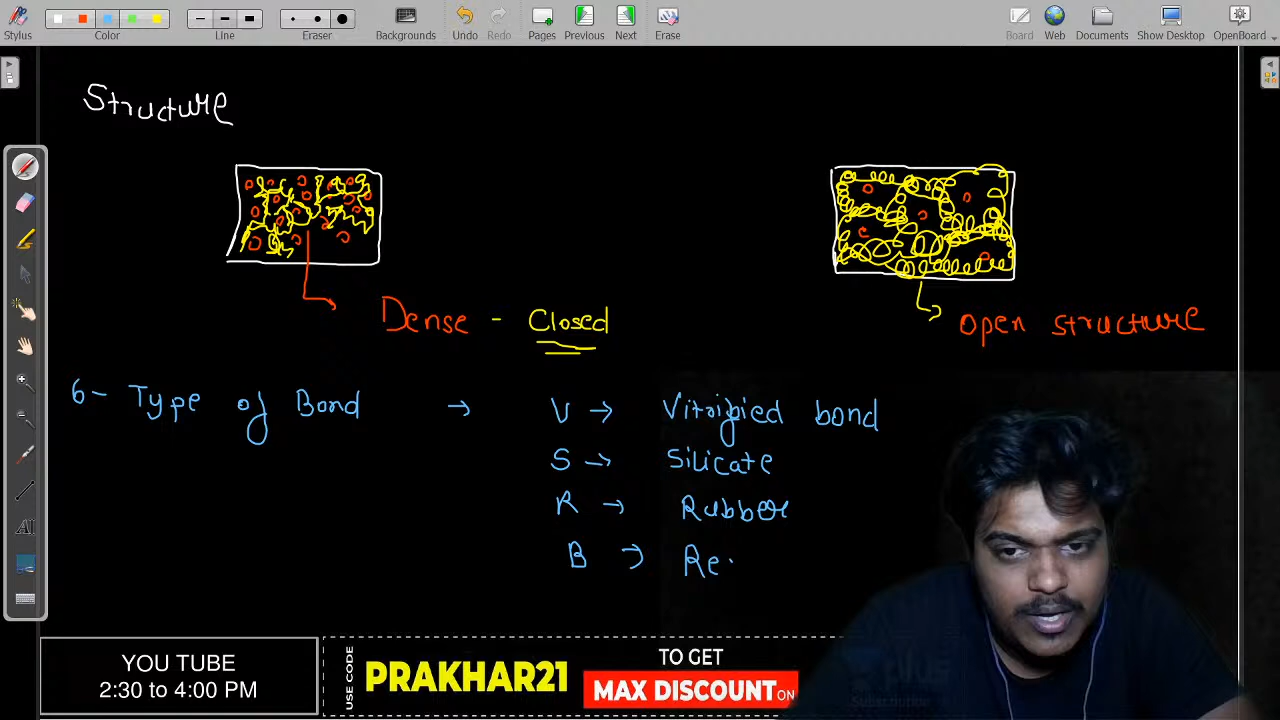 Stylus Color Line Eraser Backgrounds Undo Redo Pages Previous Next Erase Board Web Documents Show Desktop OpenBoard
Structure
Dense - Closed
Open structure
6- Type of Bond → V → Vitrified bond
S → Silicate
R → Rubber
B → Re
YOU TUBE
2:30 to 4:00 PM
USE CODE
PRAKHAR21
TO GET
MAX DISCOUNT ON